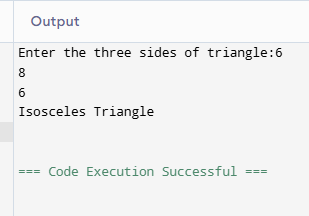 Output
Enter the three sides of triangle:6
8
6
Isosceles Triangle
=== Code Execution Successful ===